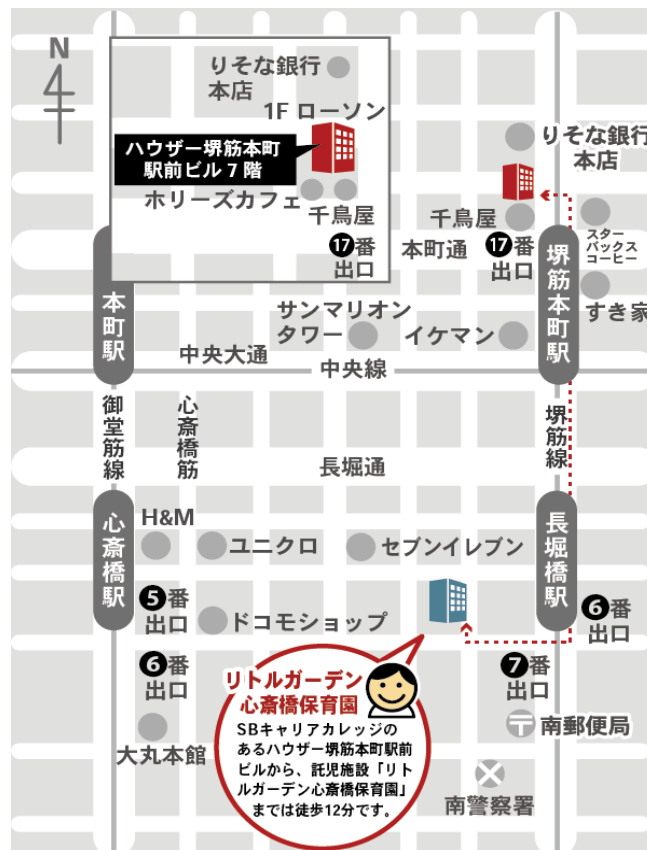 N
りそな銀行
本店
1F ローソン
ハウザー堺筋本町
駅前ビル 7 階
ホリーズカフェ
千鳥屋
17番
出口
りそな銀行
本店
千鳥屋
本町通
17番
出口
スター
バックス
コーヒー
すき家
本町駅
堺筋本町駅
サンマリオン
タワー
イケマン
中央大通
中央線
御堂筋線
心斎橋筋
堺筋線
長堀通
心斎橋駅
長堀橋駅
H&M
ユニクロ
セブンイレブン
5番
出口
ドコモショップ
6番
出口
6番
出口
7番
出口
大丸本館
リトルガーデン
心斎橋保育園
SBキャリアカレッジの
あるハウザー堺筋本町駅前
ビルから、託児施設「リト
ルガーデン心斎橋保育園」
までは徒歩12分です。
南郵便局
南警察署